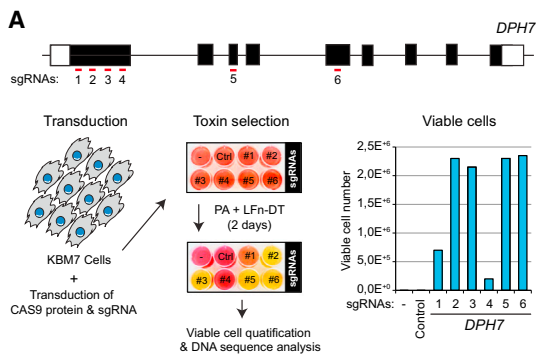 A
DPH7
sgRNAs:
1 2 3 4
5
6
Transduction
Toxin selection
Viable cells
- Ctrl #1 #2
#3 #4 #5 #6
sgRNAs
PA + LFn-DT
(2 days)
- Ctrl #1 #2
#3 #4 #5 #6
sgRNAs
KBM7 Cells
+
Transduction of
CAS9 protein & sgRNA
Viable cell quatification
& DNA sequence analysis
Viable cell number
2,5E+6
2,0E+6
1,5E+6
1,0E+6
5,0E+5
0,0E+0
sgRNAs: - Control 1 2 3 4 5 6
DPH7